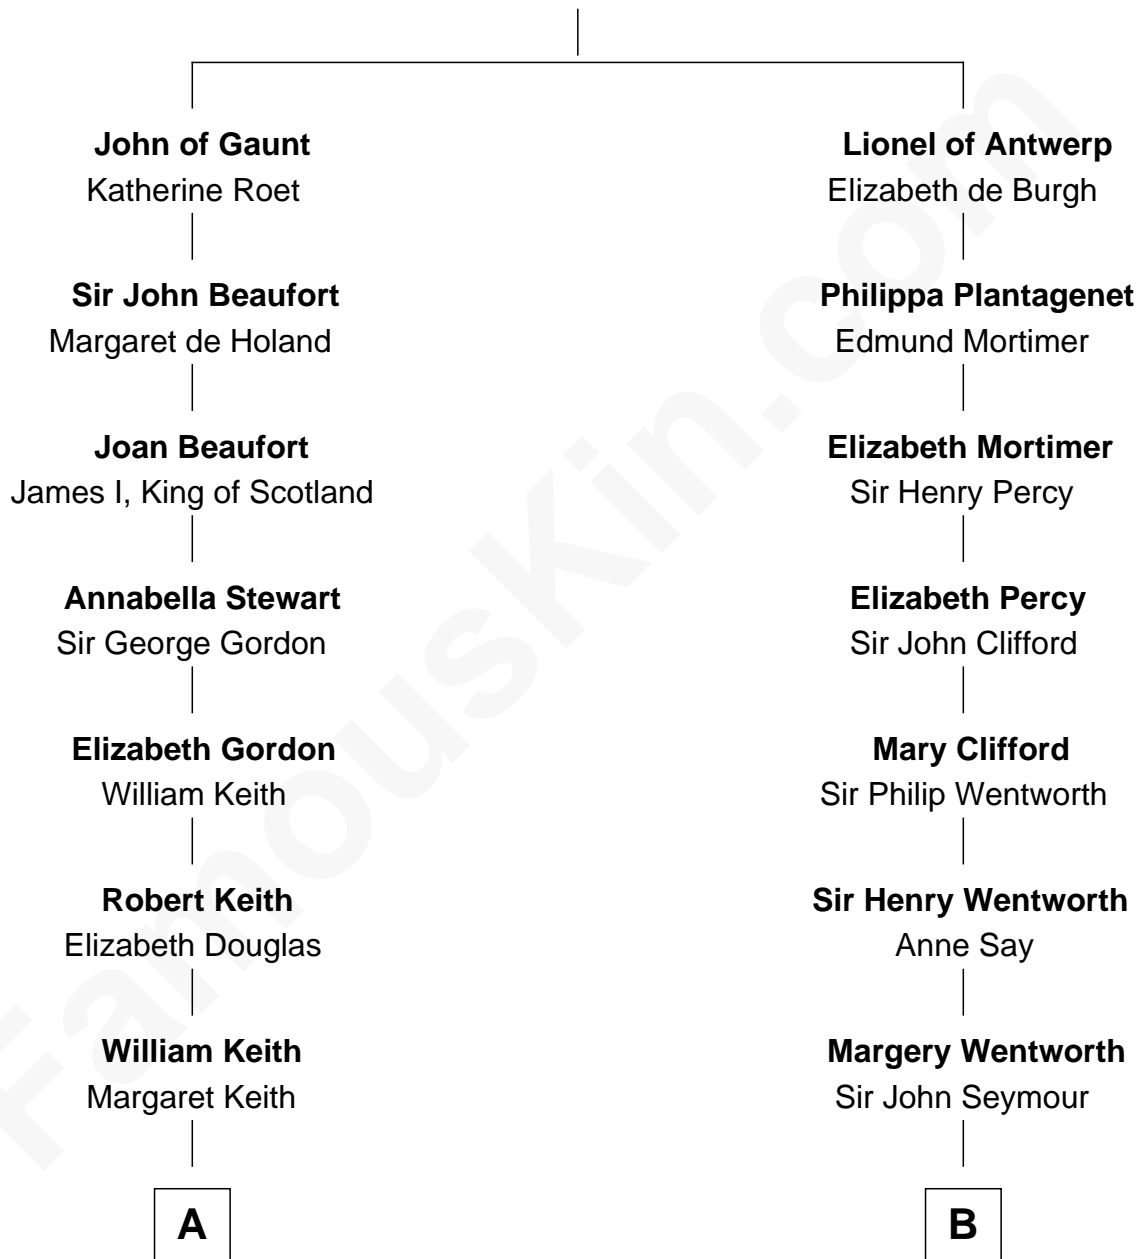 John of Gaunt
Katherine Roet
Sir John Beaufort
Margaret de Holand
Joan Beaufort
James I, King of Scotland
Annabella Stewart
Sir George Gordon
Elizabeth Gordon
William Keith
Robert Keith
Elizabeth Douglas
William Keith
Margaret Keith
A
Lionel of Antwerp
Elizabeth de Burgh
Philippa Plantagenet
Edmund Mortimer
Elizabeth Mortimer
Sir Henry Percy
Elizabeth Percy
Sir John Clifford
Mary Clifford
Sir Philip Wentworth
Sir Henry Wentworth
Anne Say
Margery Wentworth
Sir John Seymour
B
FamousKin.com